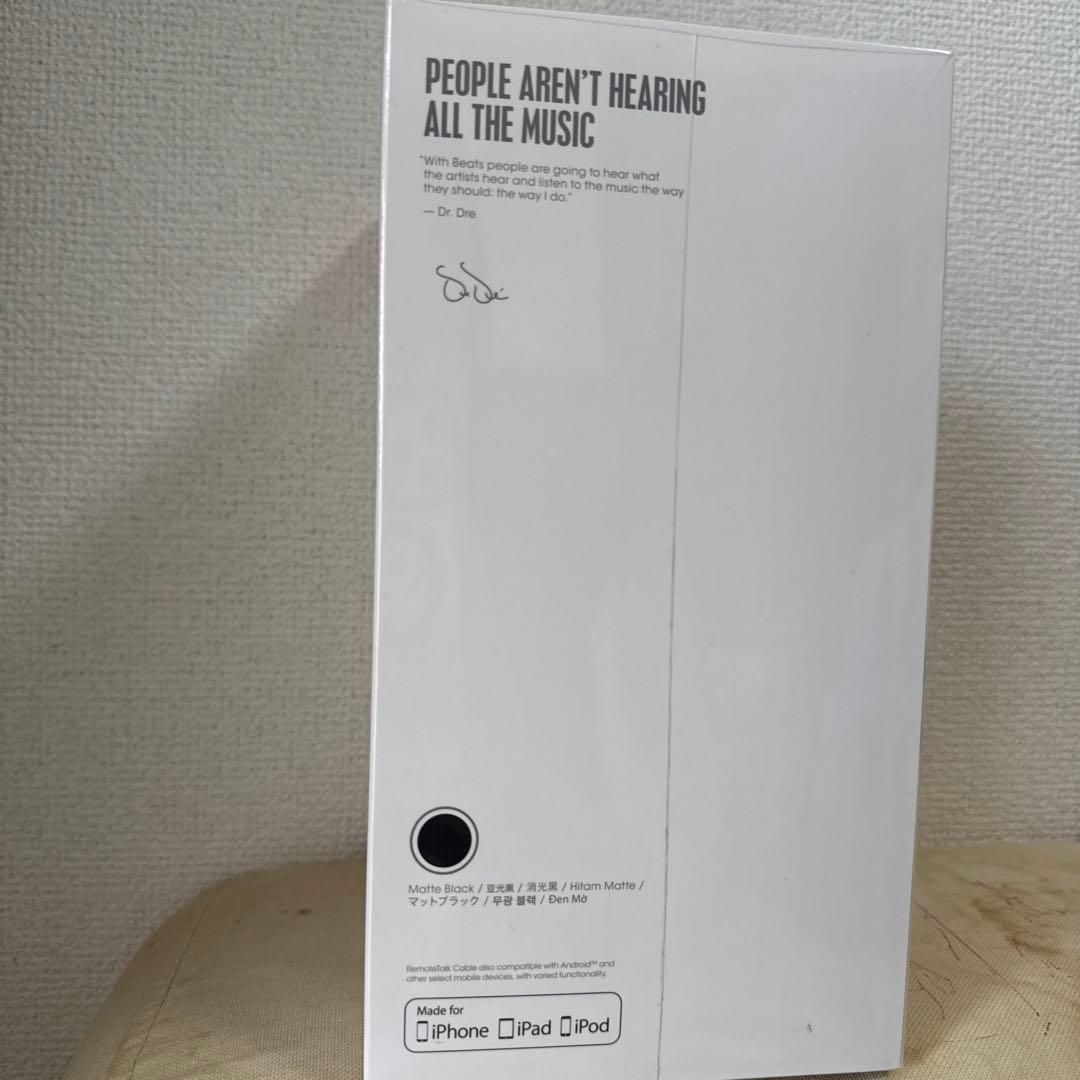 PEOPLE AREN'T HEARING
ALL THE MUSIC
"With Beats people are going to hear what
the artists hear and listen to the music the way
they should: the way I do."
— Dr. Dre
Matte Black / 亚光黑 / 消光黑 / Hitam Matte /
マットブラック / 무광 블랙 / Đen Mờ
RemoteTalk Cable also compatible with Android™ and
other select mobile devices, with varied functionality.
Made for
iPhone iPad iPod